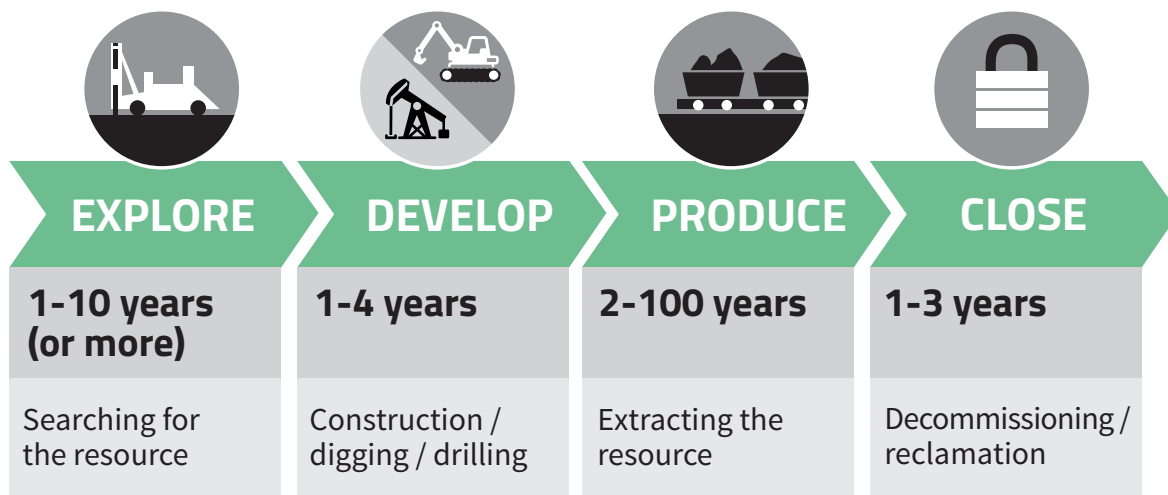 EXPLORE
DEVELOP
PRODUCE
CLOSE
1-10 years
(or more)
1-4 years
2-100 years
1-3 years
Searching for
the resource
Construction /
digging / drilling
Extracting the
resource
Decommissioning /
reclamation